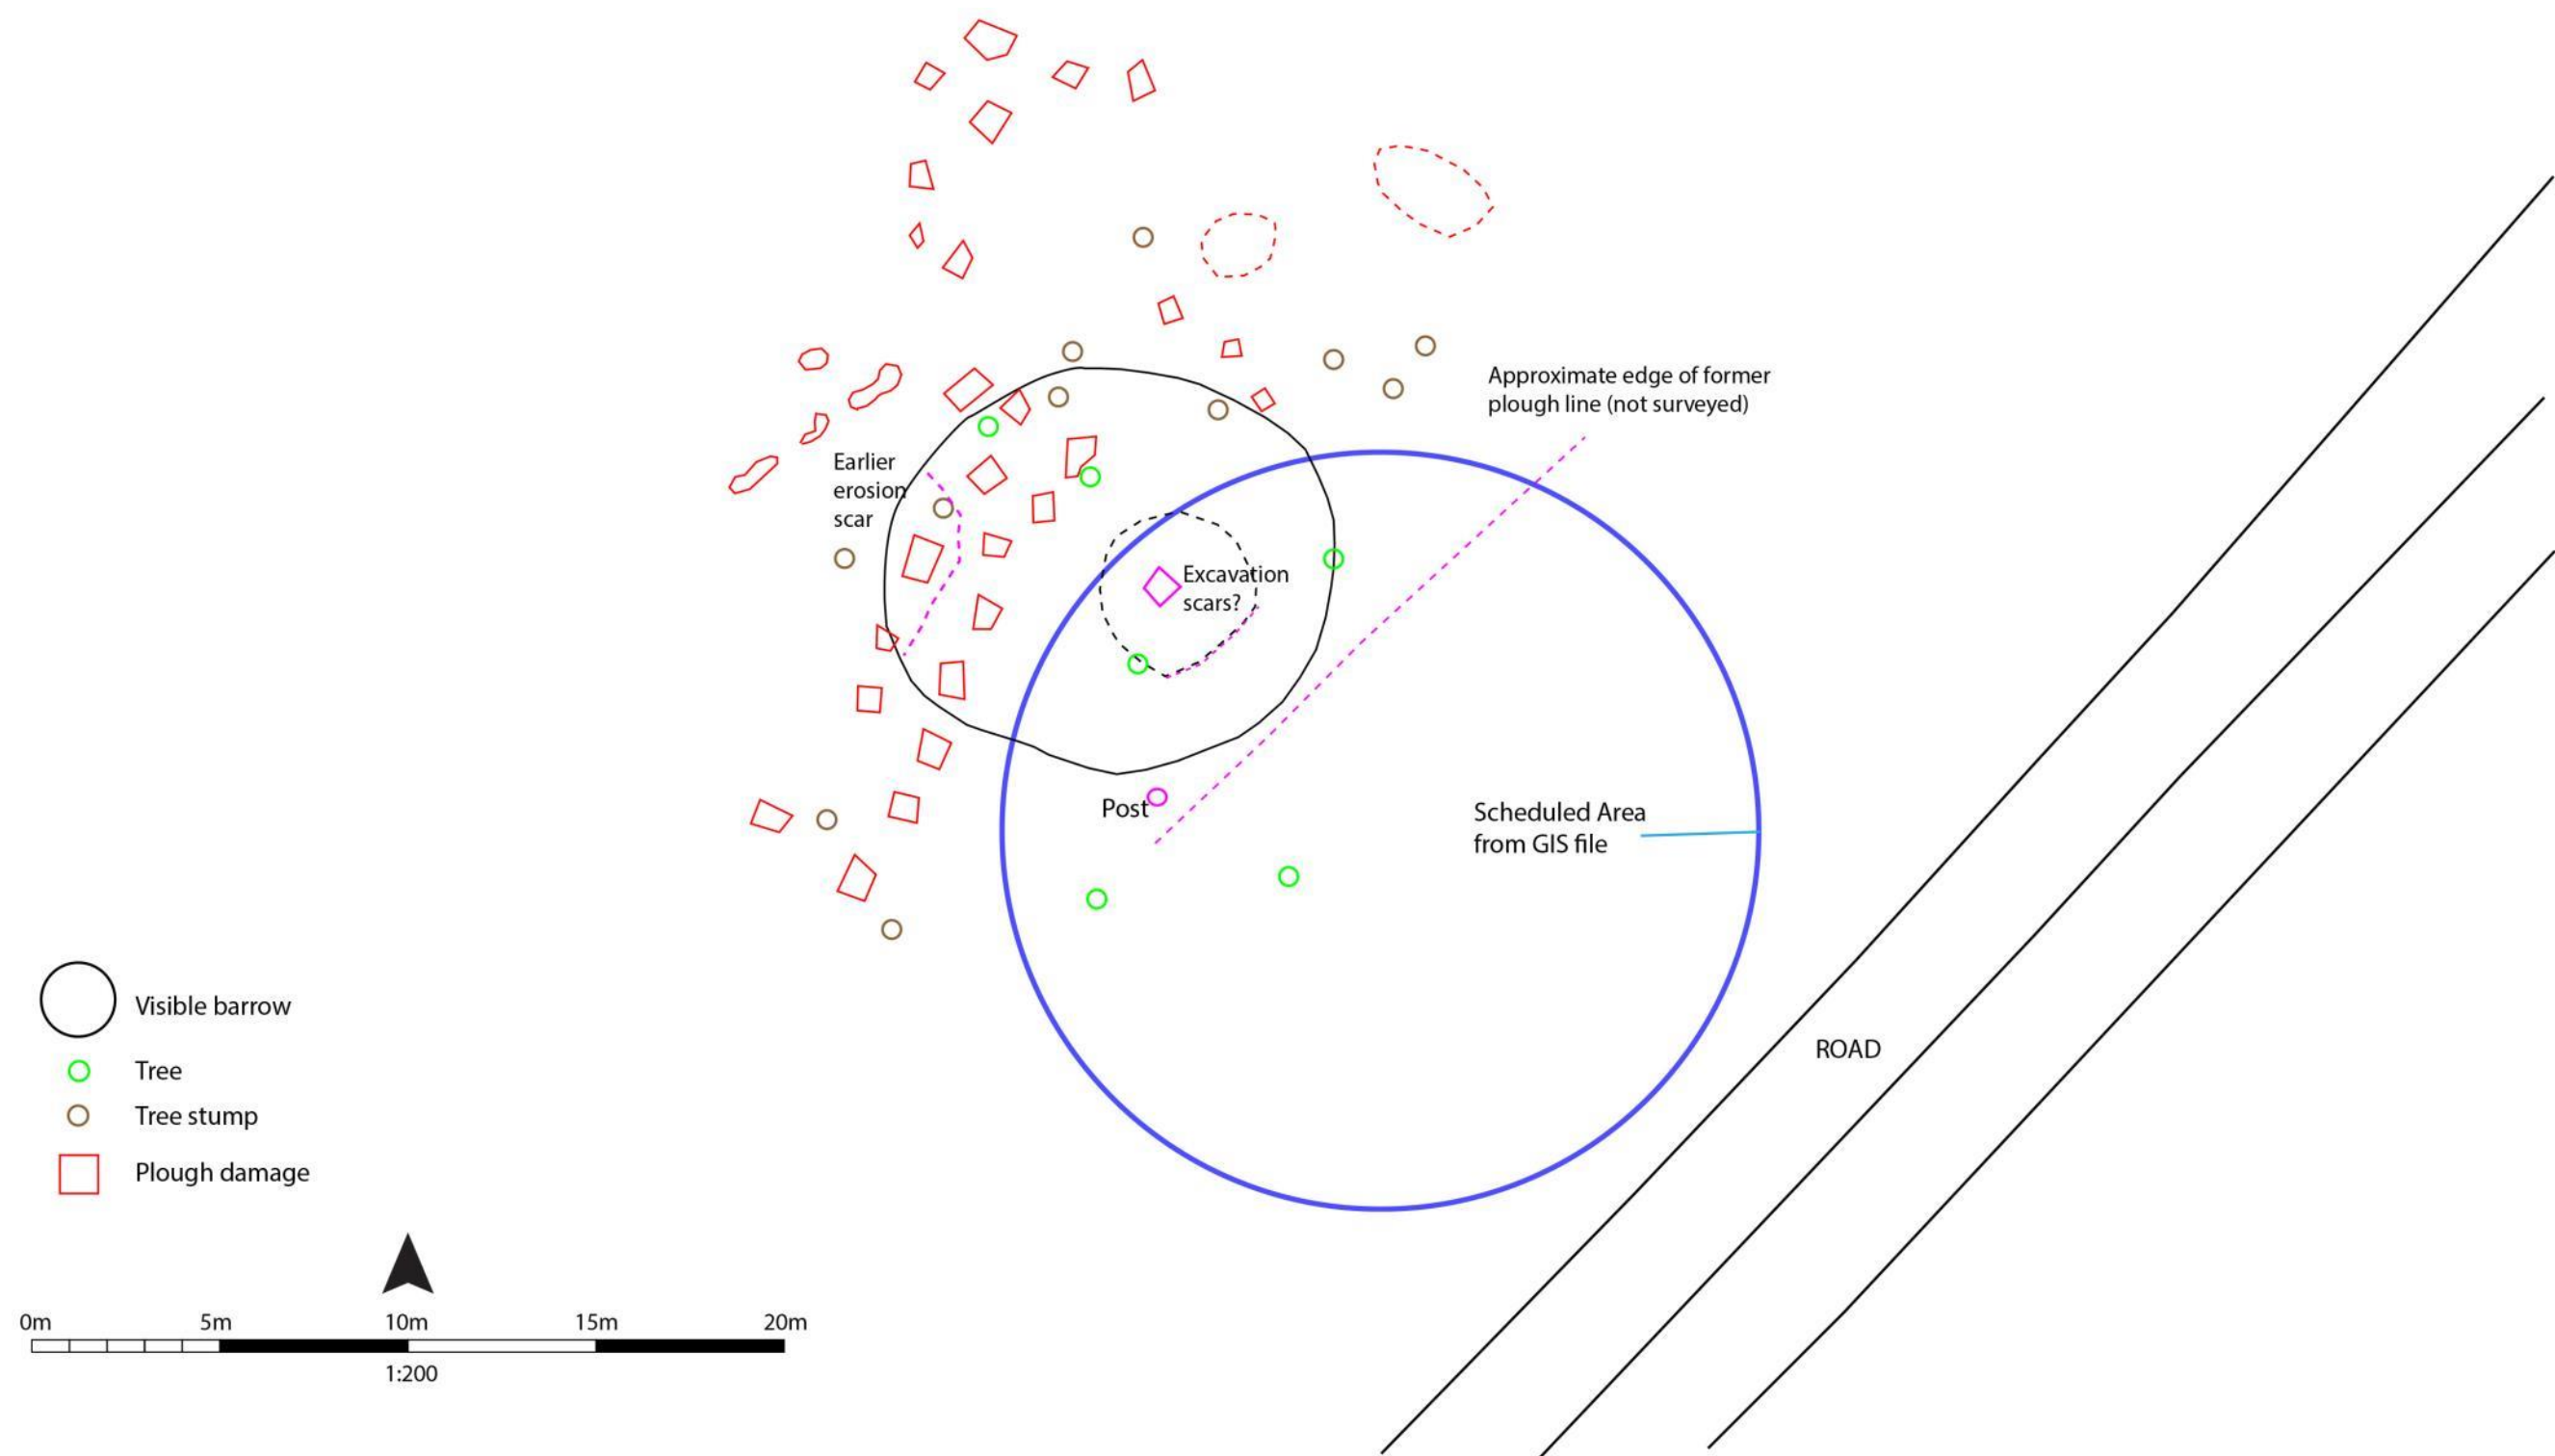 Approximate edge of former
plough line (not surveyed)
Earlier
erosion
scar
Excavation
scars?
Post
Scheduled Area
from GIS file
ROAD
Visible barrow
Tree
Tree stump
Plough damage
0m 5m 10m 15m 20m
1:200